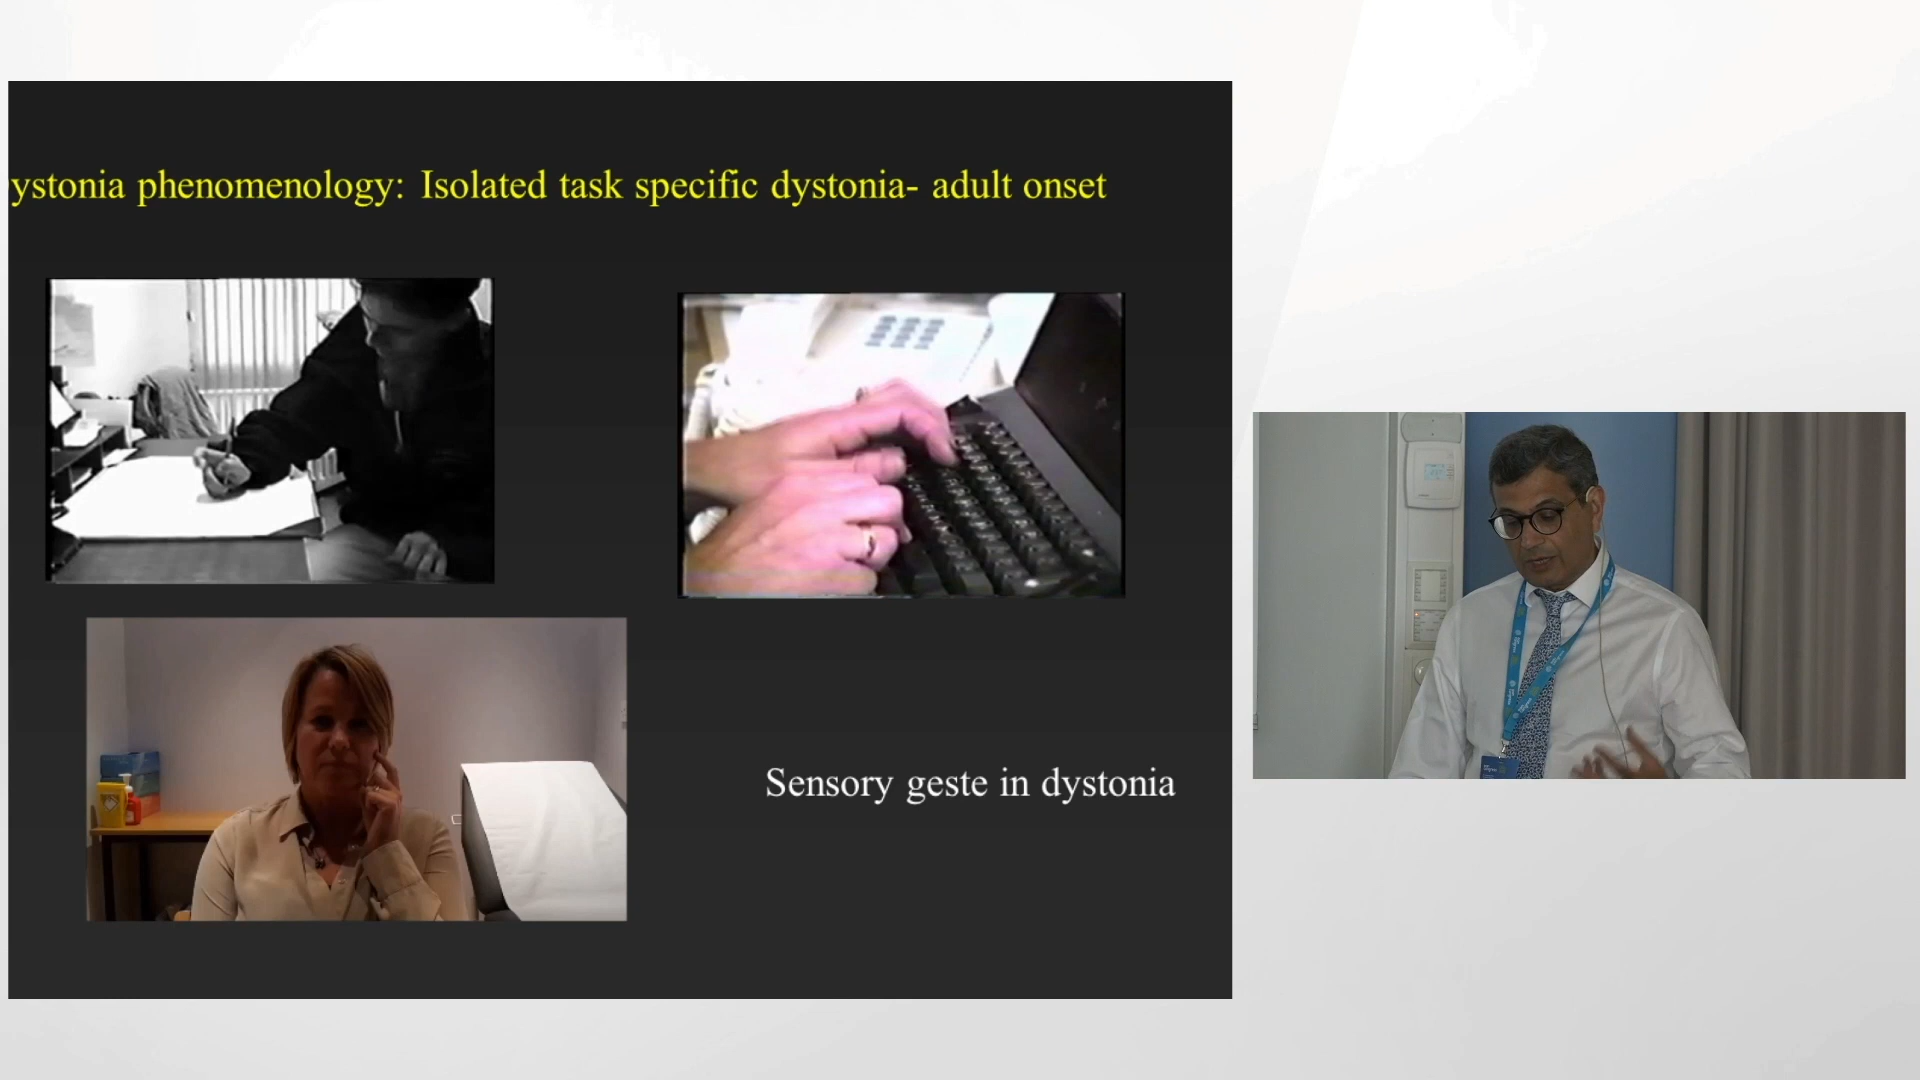 ystonia phenomenology: Isolated task specific dystonia- adult onset
Sensory geste in dystonia